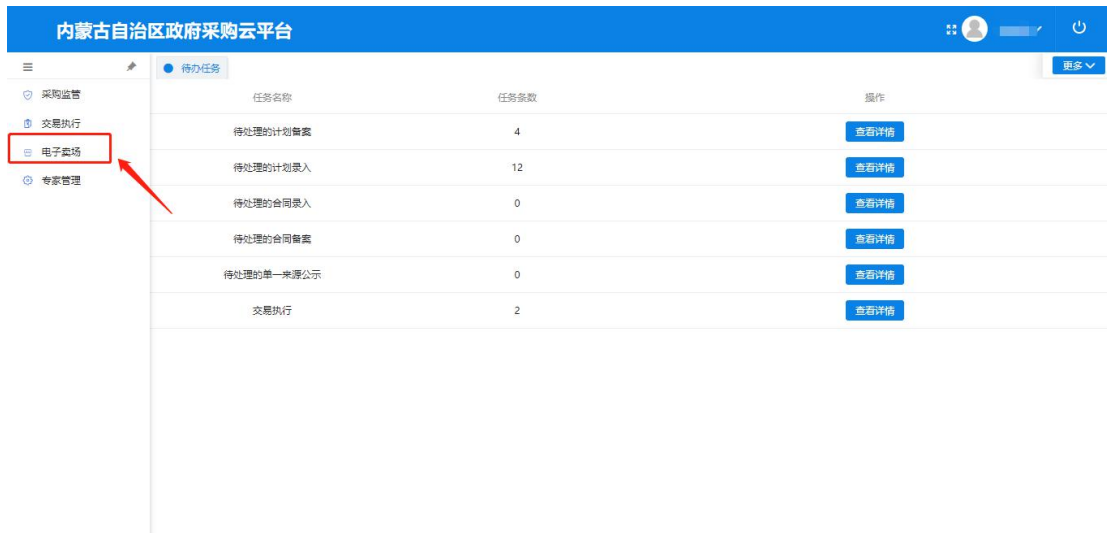 内蒙古自治区政府采购云平台
待办任务
更多
采购监管
交易执行
电子卖场
专家管理
任务名称 任务条数 操作
待处理的计划备案 4 查看详情
待处理的计划录入 12 查看详情
待处理的合同录入 0 查看详情
待处理的合同备案 0 查看详情
待处理的单一来源公示 0 查看详情
交易执行 2 查看详情